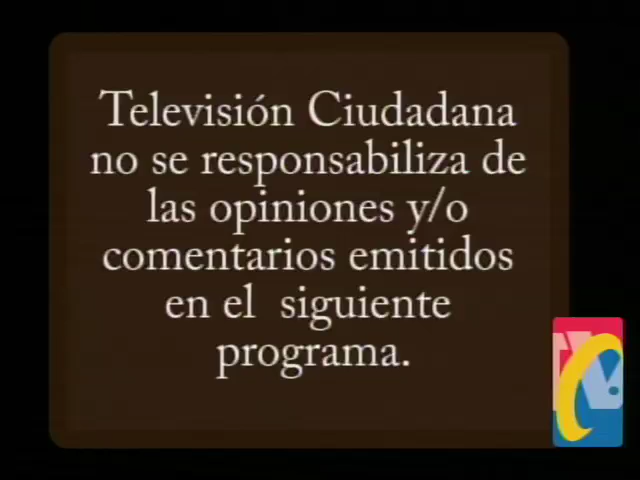 Televisión Ciudadana
no se responsabiliza de
las opiniones y/o
comentarios emitidos
en el siguiente
programa.